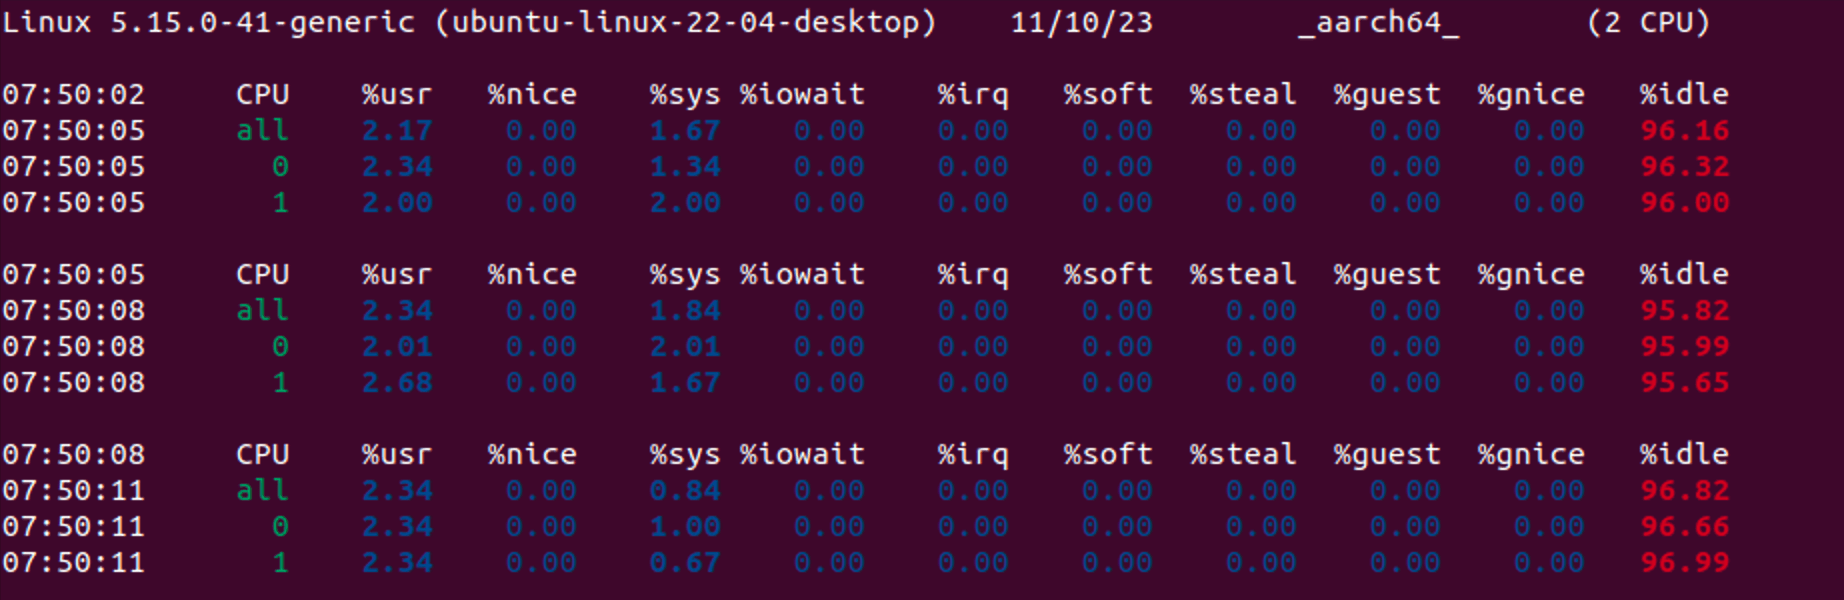 Linux 5.15.0-41-generic (ubuntu-linux-22-04-desktop) 11/10/23 _aarch64_ (2 CPU)
07:50:02 CPU %usr %nice %sys %iowait %irq %soft %steal %guest %gnice %idle
07:50:05 all 2.17 0.00 1.67 0.00 0.00 0.00 0.00 0.00 0.00 96.16
07:50:05 0 2.34 0.00 1.34 0.00 0.00 0.00 0.00 0.00 0.00 96.32
07:50:05 1 2.00 0.00 2.00 0.00 0.00 0.00 0.00 0.00 0.00 96.00
07:50:05 CPU %usr %nice %sys %iowait %irq %soft %steal %guest %gnice %idle
07:50:08 all 2.34 0.00 1.84 0.00 0.00 0.00 0.00 0.00 0.00 95.82
07:50:08 0 2.01 0.00 2.01 0.00 0.00 0.00 0.00 0.00 0.00 95.99
07:50:08 1 2.68 0.00 1.67 0.00 0.00 0.00 0.00 0.00 0.00 95.65
07:50:08 CPU %usr %nice %sys %iowait %irq %soft %steal %guest %gnice %idle
07:50:11 all 2.34 0.00 0.84 0.00 0.00 0.00 0.00 0.00 0.00 96.82
07:50:11 0 2.34 0.00 1.00 0.00 0.00 0.00 0.00 0.00 0.00 96.66
07:50:11 1 2.34 0.00 0.67 0.00 0.00 0.00 0.00 0.00 0.00 96.99